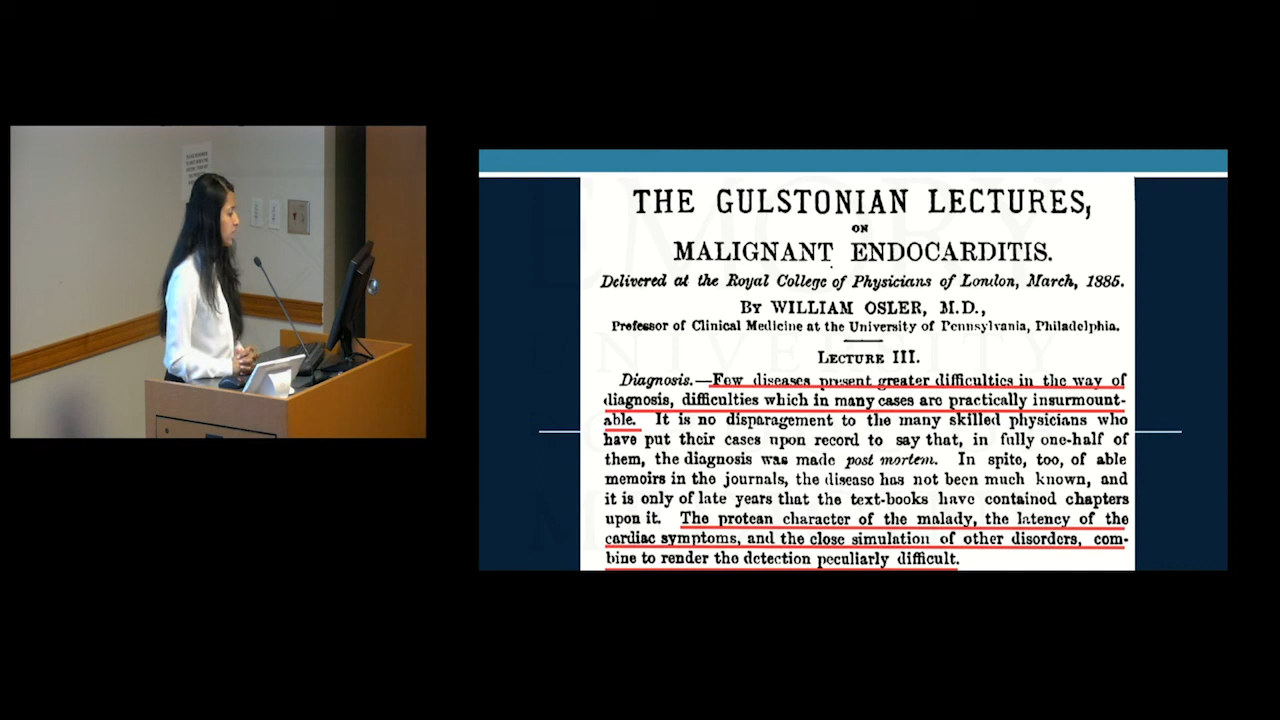 THE GULSTONIAN LECTURES,
ON
MALIGNANT ENDOCARDITIS.
Delivered at the Royal College of Physicians of London, March, 1885.
BY WILLIAM OSLER, M.D.,
Professor of Clinical Medicine at the University of Pennsylvania, Philadelphia.
LECTURE III.
Diagnosis.—Few diseases present greater difficulties in the way of
diagnosis, difficulties which in many cases are practically insurmount-
able. It is no disparagement to the many skilled physicians who
have put their cases upon record to say that, in fully one-half of
them, the diagnosis was made post mortem. In spite, too, of able
memoirs in the journals, the disease has not been much known, and
it is only of late years that the text-books have contained chapters
upon it. The protean character of the malady, the latency of the
cardiac symptoms, and the close simulation of other disorders, com-
bine to render the detection peculiarly difficult.
EMORY
UNIVERSITY